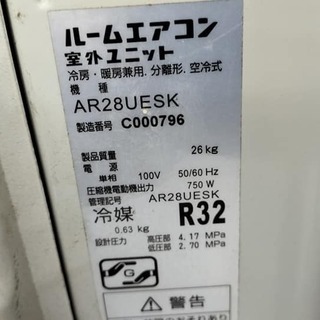 ルームエアコン
室外ユニット
冷房・暖房兼用. 分離形. 空冷式
機種
AR28UESK
製造番号 C000796
製品質量 26kg
電源
単相 100V 50/60 Hz
圧縮機電動機出力 750 W
管理記号 AR28UESK
冷媒 R32
0.63 kg
設計圧力 高圧部 4.17 MPa
低圧部 2.70 MPa
G
警告